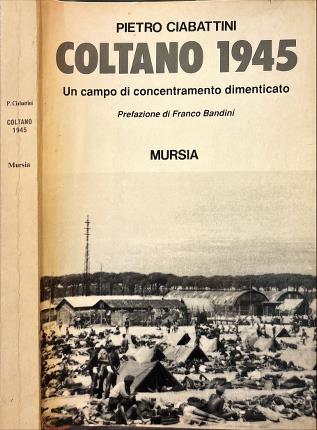 P. Ciabattini
COLTANO
1945
Mursia
PIETRO CIABATTINI
COLTANO 1945
Un campo di concentramento dimenticato
Prefazione di Franco Bandini
MURSIA